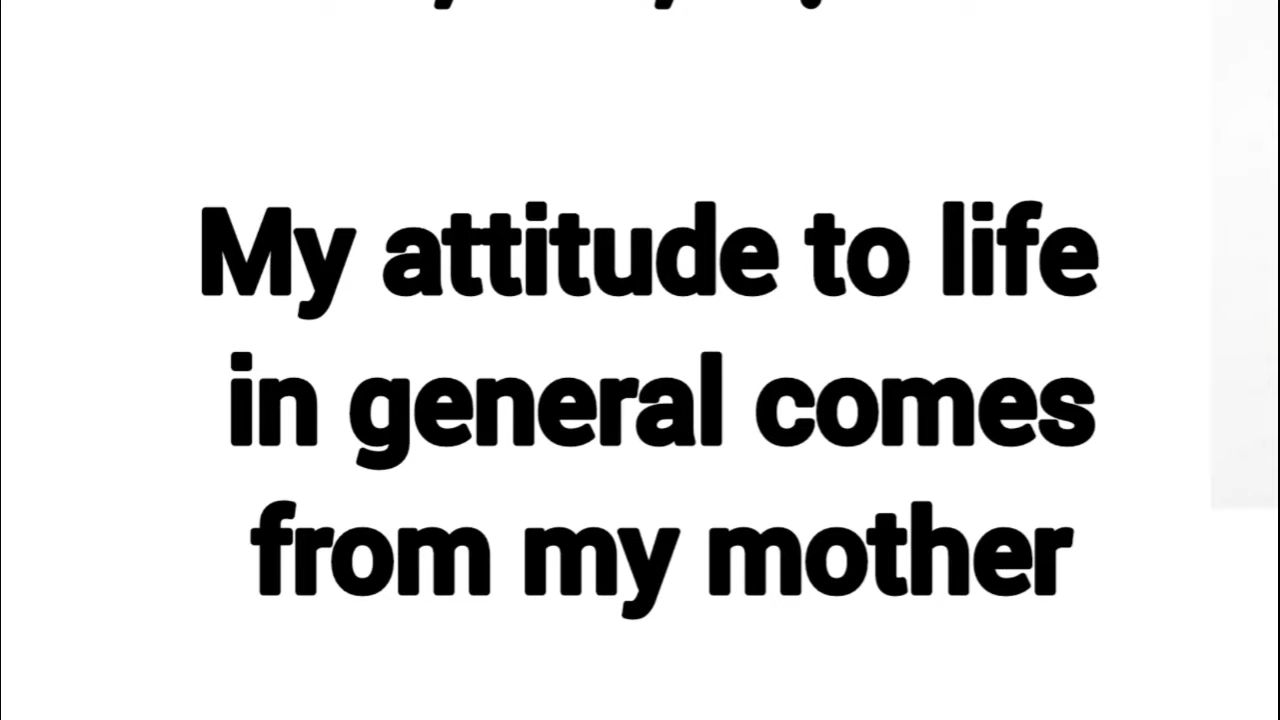 My attitude to life
in general comes
from my mother